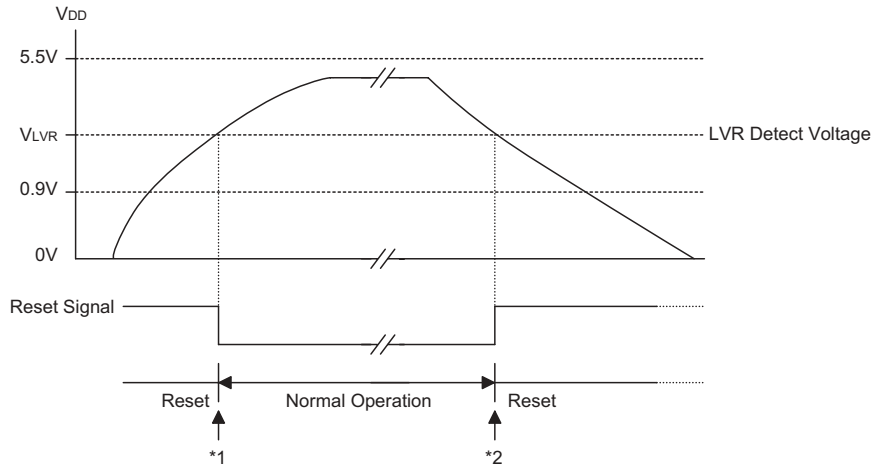 VDD
5.5V
VLVR
LVR Detect Voltage
0.9V
0V
Reset Signal
Reset
Normal Operation
Reset
*1
*2